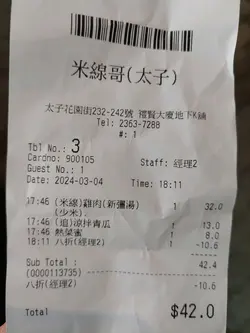 米線哥(太子)
太子花園街232-242號 禮賢大廈地下K舖
Tel: 2363-7288
#: 1
Tbl No.: 3
Cardno: 900105 Staff: 經理2
Guest No.: 1
Date: 2024-03-04 Time: 18:11
17:46 (米線)雞肉(新彊湯) 1 32.0
(少米).
17:46 (追)涼拌青瓜 1 13.0
17:46 熱菜蜜 1 8.0
18:11 八折(經理2) -10.6
Sub Total : 42.4
(0000113735)
八折(經理2) -10.6
Total $42.0